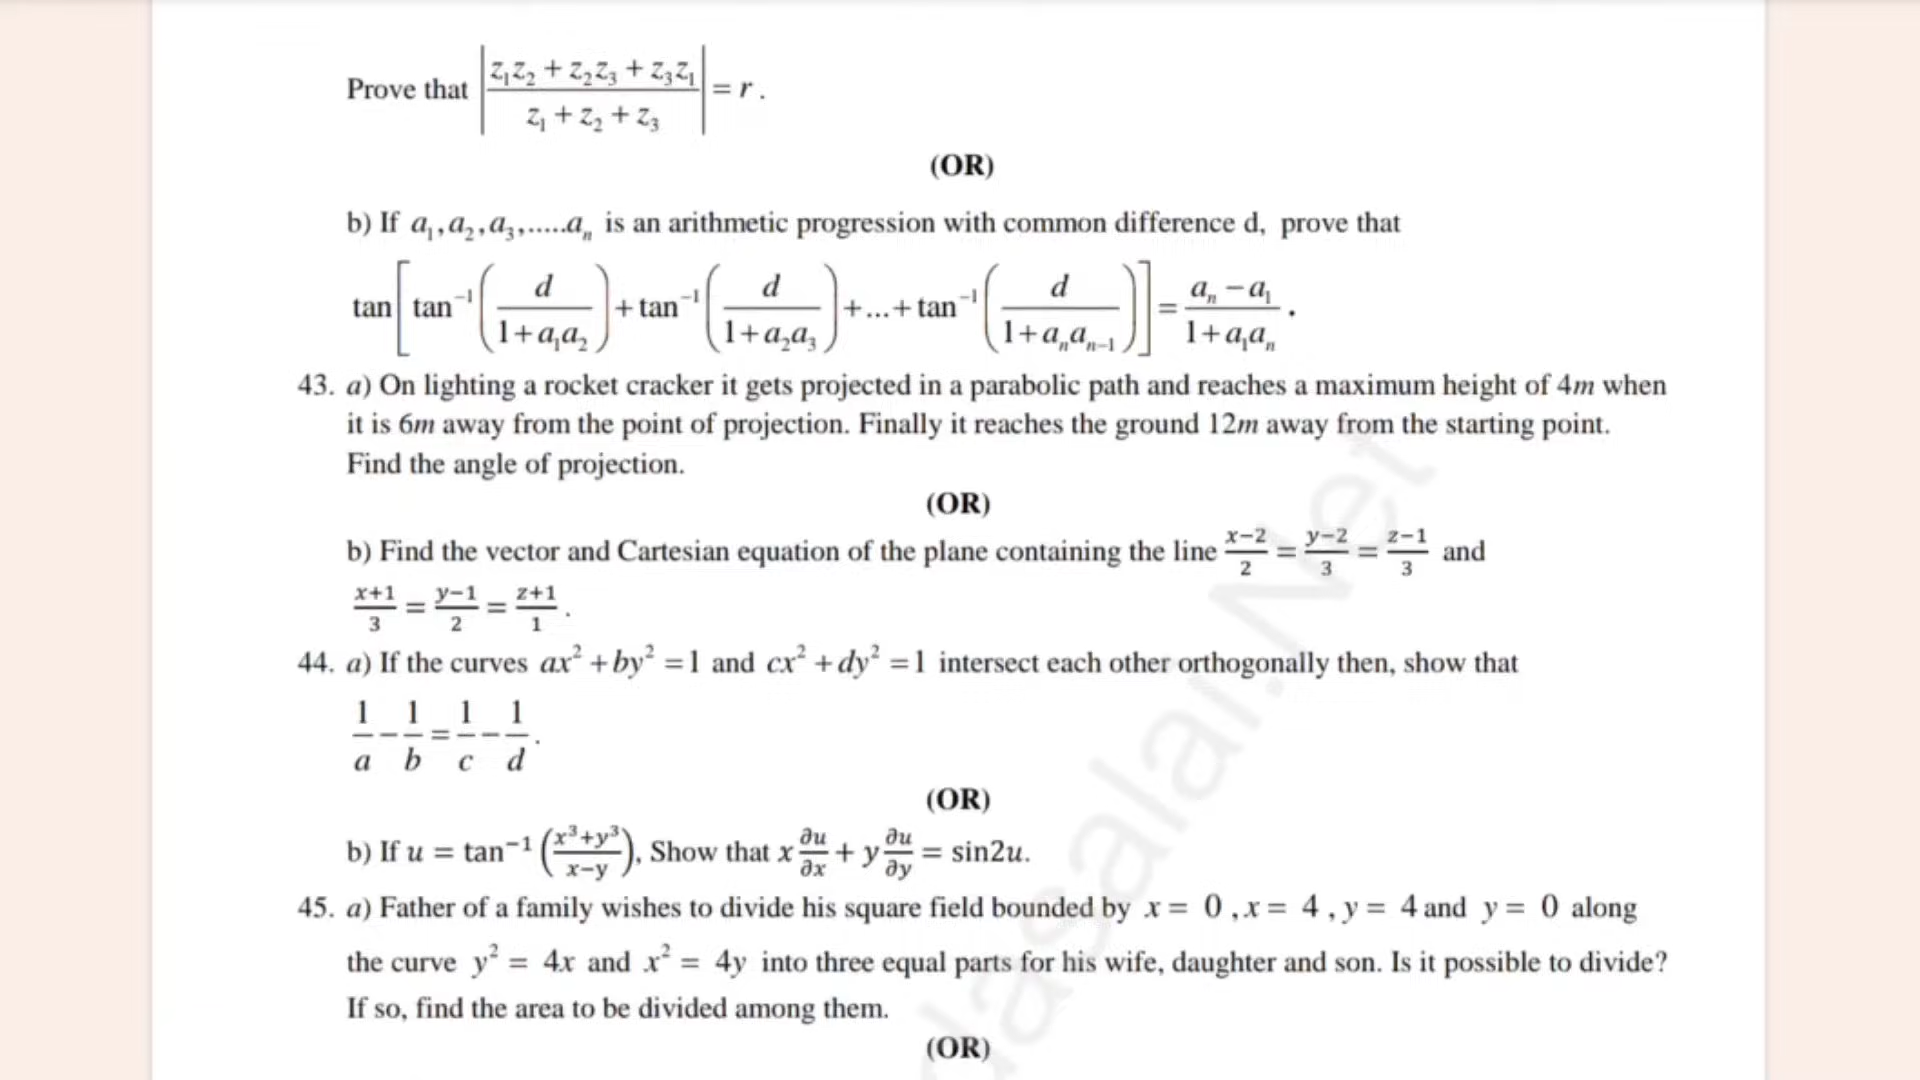 Prove that |z₁z₂ + z₂z₃ + z₃z₁ / z₁ + z₂ + z₃| = r .
(OR)
b) If a₁,a₂,a₃,.....aₙ is an arithmetic progression with common difference d, prove that
tan[tan⁻¹(d/1+a₁a₂)+tan⁻¹(d/1+a₂a₃)+...+tan⁻¹(d/1+aₙaₙ₋₁)] = aₙ −a₁/1+a₁aₙ .
43. a) On lighting a rocket cracker it gets projected in a parabolic path and reaches a maximum height of 4m when
it is 6m away from the point of projection. Finally it reaches the ground 12m away from the starting point.
Find the angle of projection.
(OR)
b) Find the vector and Cartesian equation of the plane containing the line x−2/2 = y−2/3 = z−1/3 and
x+1/3 = y−1/2 = z+1/1 .
44. a) If the curves ax² +by² =1 and cx² +dy² =1 intersect each other orthogonally then, show that
1/a − 1/b = 1/c − 1/d .
(OR)
b) If u = tan⁻¹ (x³+y³/x−y), Show that x ∂u/∂x + y ∂u/∂y = sin2u.
45. a) Father of a family wishes to divide his square field bounded by x = 0 ,x = 4 , y = 4 and y = 0 along
the curve y² = 4x and x² = 4y into three equal parts for his wife, daughter and son. Is it possible to divide?
If so, find the area to be divided among them.
(OR)